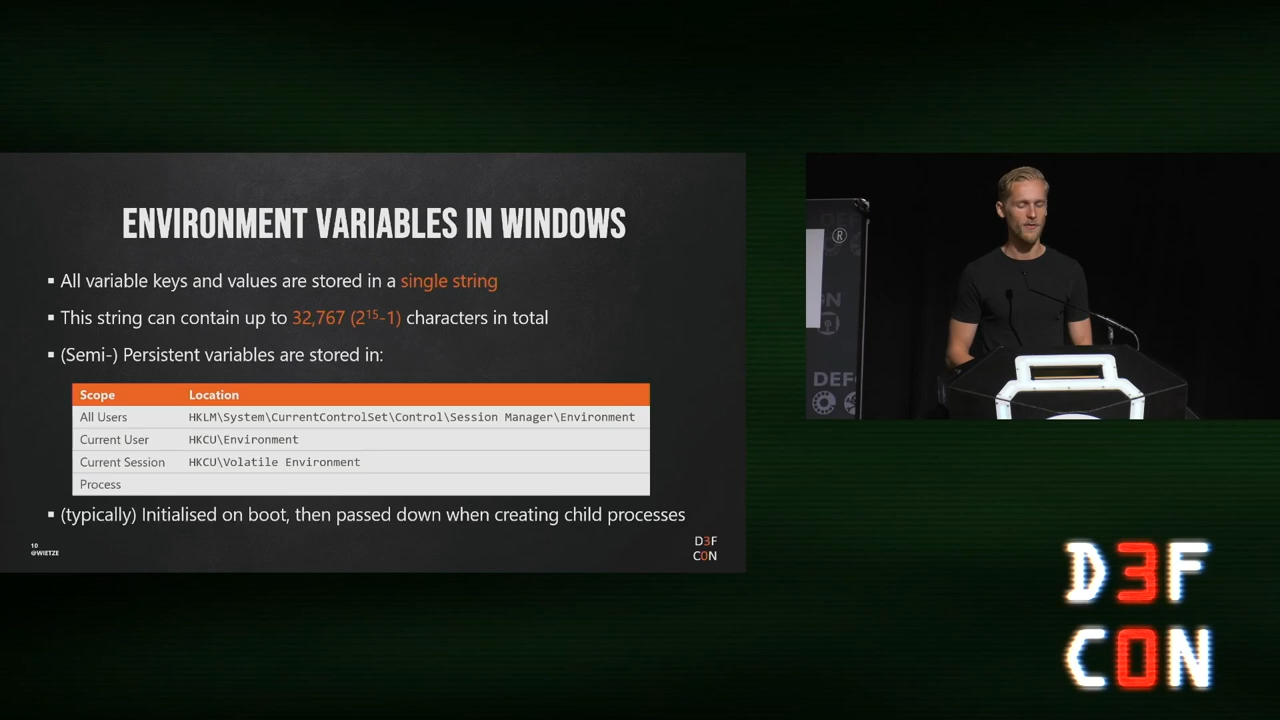 ENVIRONMENT VARIABLES IN WINDOWS
▪ All variable keys and values are stored in a single string
▪ This string can contain up to 32,767 (2¹⁵-1) characters in total
▪ (Semi-) Persistent variables are stored in:
Scope Location
All Users HKLM\System\CurrentControlSet\Control\Session Manager\Environment
Current User HKCU\Environment
Current Session HKCU\Volatile Environment
Process
▪ (typically) Initialised on boot, then passed down when creating child processes
10
@WIETZE
D3F
C0N
®
DEF
D3F
C0N